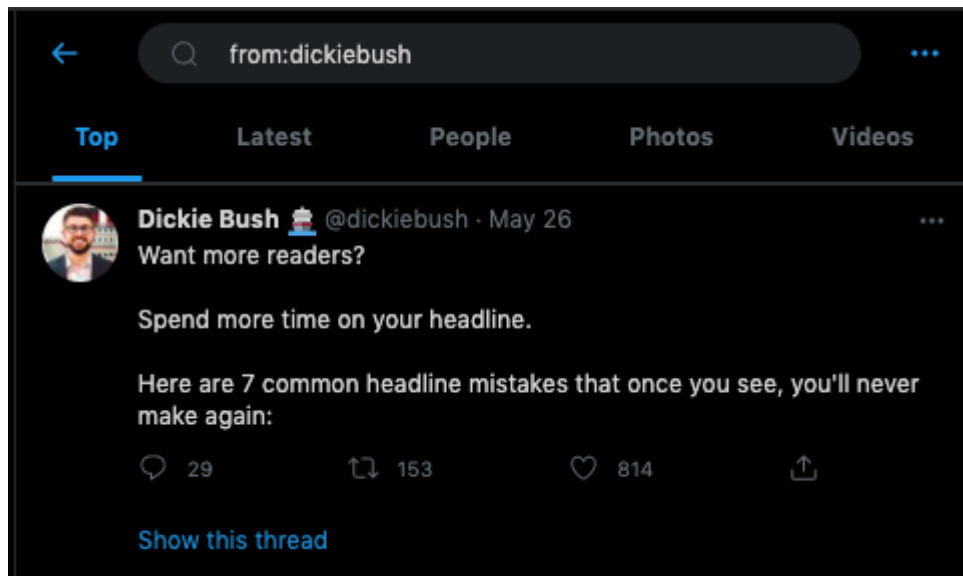 from:dickiebush
Top Latest People Photos Videos
Dickie Bush 🚢 @dickiebush · May 26
Want more readers?
Spend more time on your headline.
Here are 7 common headline mistakes that once you see, you'll never
make again:
29 153 814
Show this thread